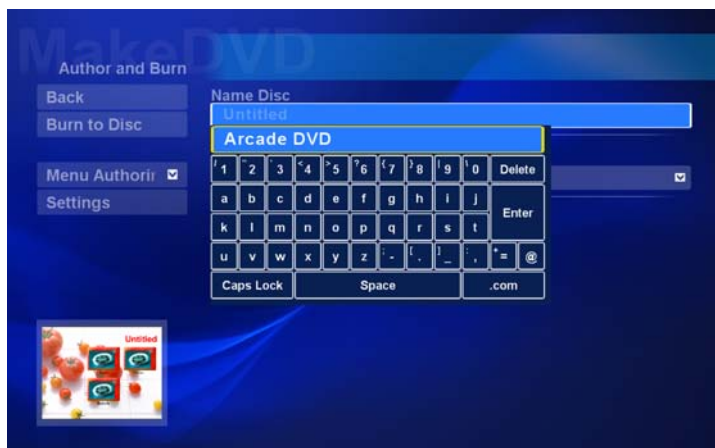 MakeDVD
Author and Burn
Back
Name Disc
Untitled
Burn to Disc
Arcade DVD
1 2 3 4 5 6 7 8 9 0 Delete
Menu Authorin
a b c d e f g h i j
Settings
Enter
k l m n o p q r s t
u v w x y z - . _ , = @
Caps Lock Space .com
Untitled